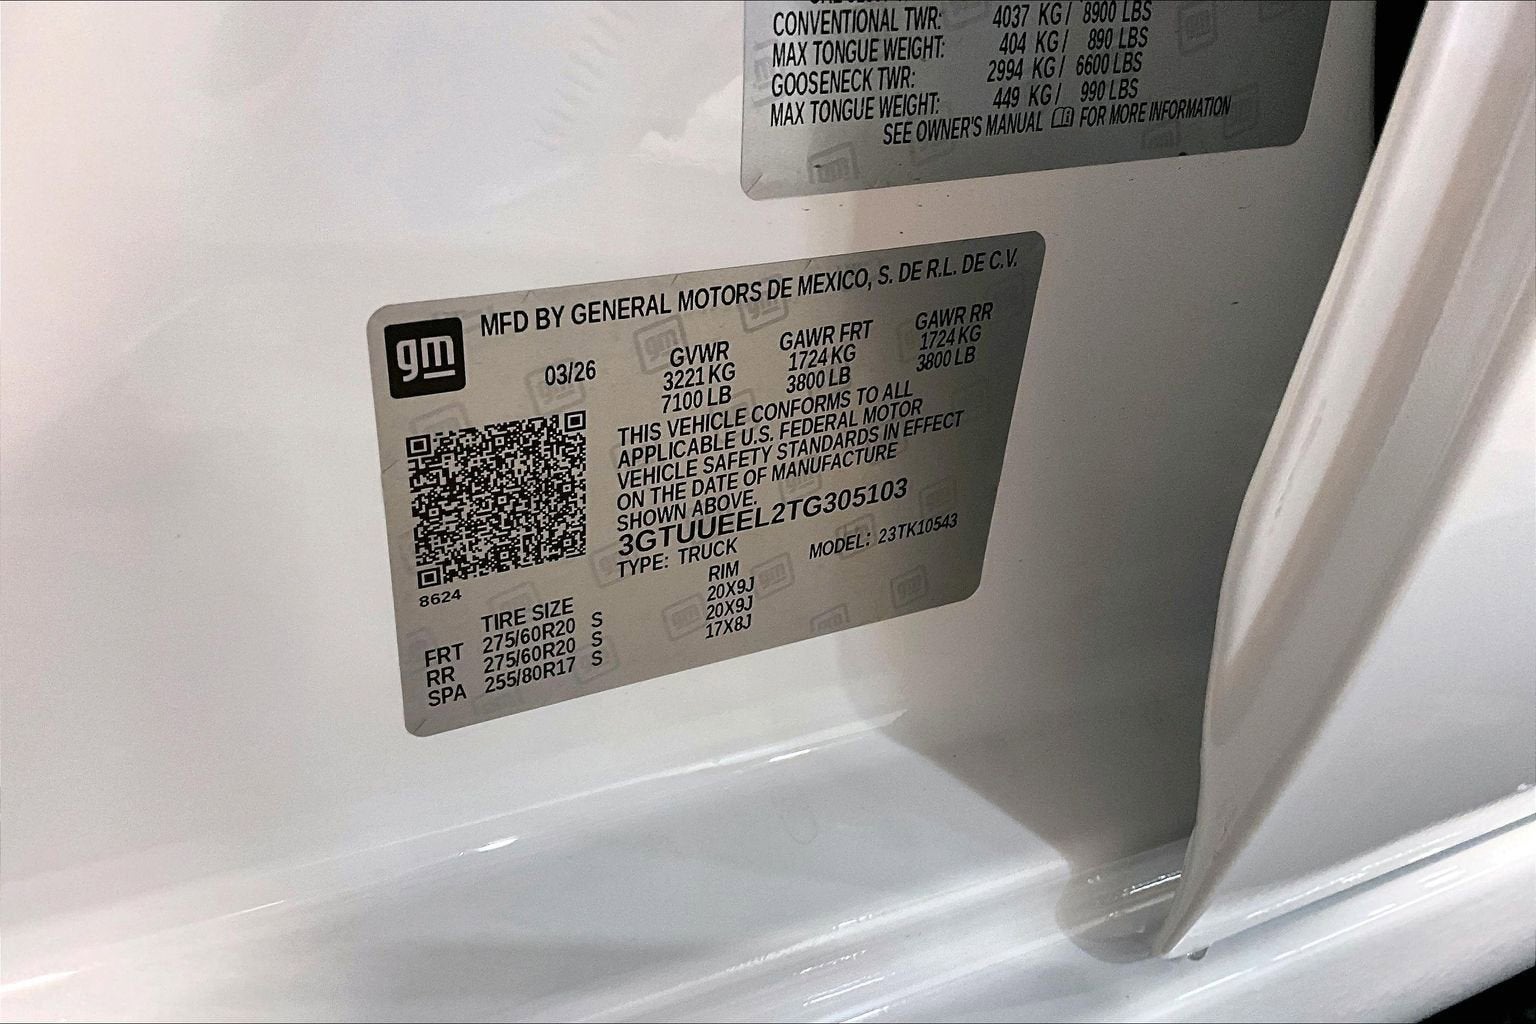 CONVENTIONAL TWR: 4037 KG/ 8900 LBS
MAX TONGUE WEIGHT: 404 KG/ 890 LBS
GOOSENECK TWR: 2994 KG/ 6600 LBS
MAX TONGUE WEIGHT: 449 KG/ 990 LBS
SEE OWNER'S MANUAL FOR MORE INFORMATION
gm
MFD BY GENERAL MOTORS DE MEXICO, S. DE R.L. DE C.V.
03/26 GVWR GAWR FRT GAWR RR
3221 KG 1724 KG 1724 KG
7100 LB 3800 LB 3800 LB
THIS VEHICLE CONFORMS TO ALL
APPLICABLE U.S. FEDERAL MOTOR
VEHICLE SAFETY STANDARDS IN EFFECT
ON THE DATE OF MANUFACTURE
SHOWN ABOVE.
3GTUUEEL2TG305103
TYPE: TRUCK MODEL: 23TK10543
8624
TIRE SIZE RIM
FRT 275/60R20 S 20X9J
RR 275/60R20 S 20X9J
SPA 255/80R17 S 17X8J